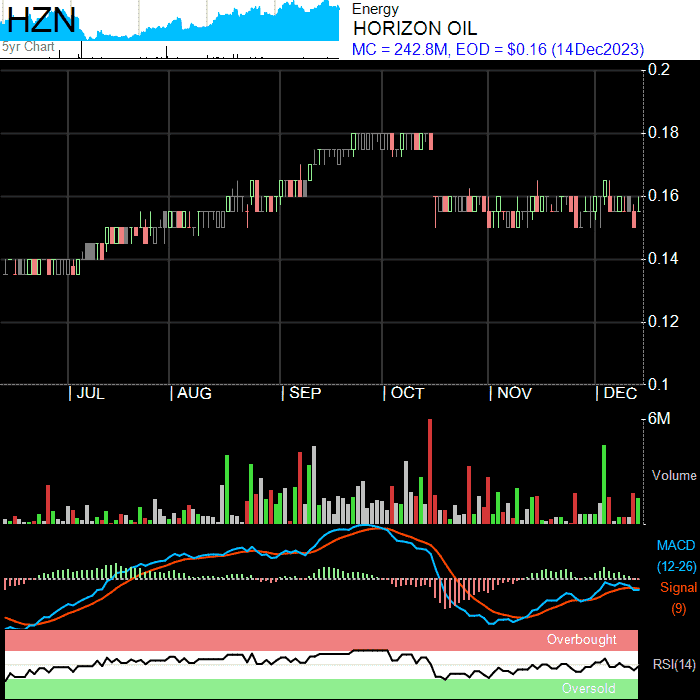 HZN
5yr Chart
Energy
HORIZON OIL
MC = 242.8M, EOD = $0.16 (14Dec2023)
0.2
0.18
0.16
0.14
0.12
0.1
| JUL | AUG | SEP | OCT | NOV | DEC
6M
Volume
MACD
(12-26)
Signal
(9)
Overbought
RSI(14)
Oversold